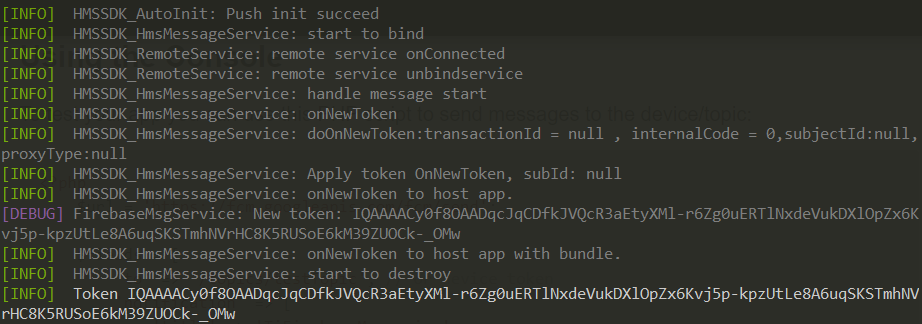 [INFO] HMSSDK_AutoInit: Push init succeed
[INFO] HMSSDK_HmsMessageService: start to bind
[INFO] HMSSDK_RemoteService: remote service onConnected
[INFO] HMSSDK_RemoteService: remote service unbindservice
[INFO] HMSSDK_HmsMessageService: handle message start
[INFO] HMSSDK_HmsMessageService: onNewToken
[INFO] HMSSDK_HmsMessageService: doOnNewToken:transactionId = null , internalCode = 0,subjectId:null,
proxyType:null
[INFO] HMSSDK_HmsMessageService: Apply token OnNewToken, subId: null
[INFO] HMSSDK_HmsMessageService: onNewToken to host app.
[DEBUG] FirebaseMsgService: New token: IQAAAACy0f8OAADqcJqCDfkJVQcR3aEtyXMl-r6Zg0uERTlNxdeVukDXlOpZx6K
vj5p-kpzUtLe8A6uqSKSTmhNVrHC8K5RUSoE6kM39ZUOCk-_OMw
[INFO] HMSSDK_HmsMessageService: onNewToken to host app with bundle.
[INFO] HMSSDK_HmsMessageService: start to destroy
[INFO] Token IQAAAACy0f8OAADqcJqCDfkJVQcR3aEtyXMl-r6Zg0uERTlNxdeVukDXlOpZx6Kvj5p-kpzUtLe8A6uqSKSTmhNV
rHC8K5RUSoE6kM39ZUOCk-_OMw